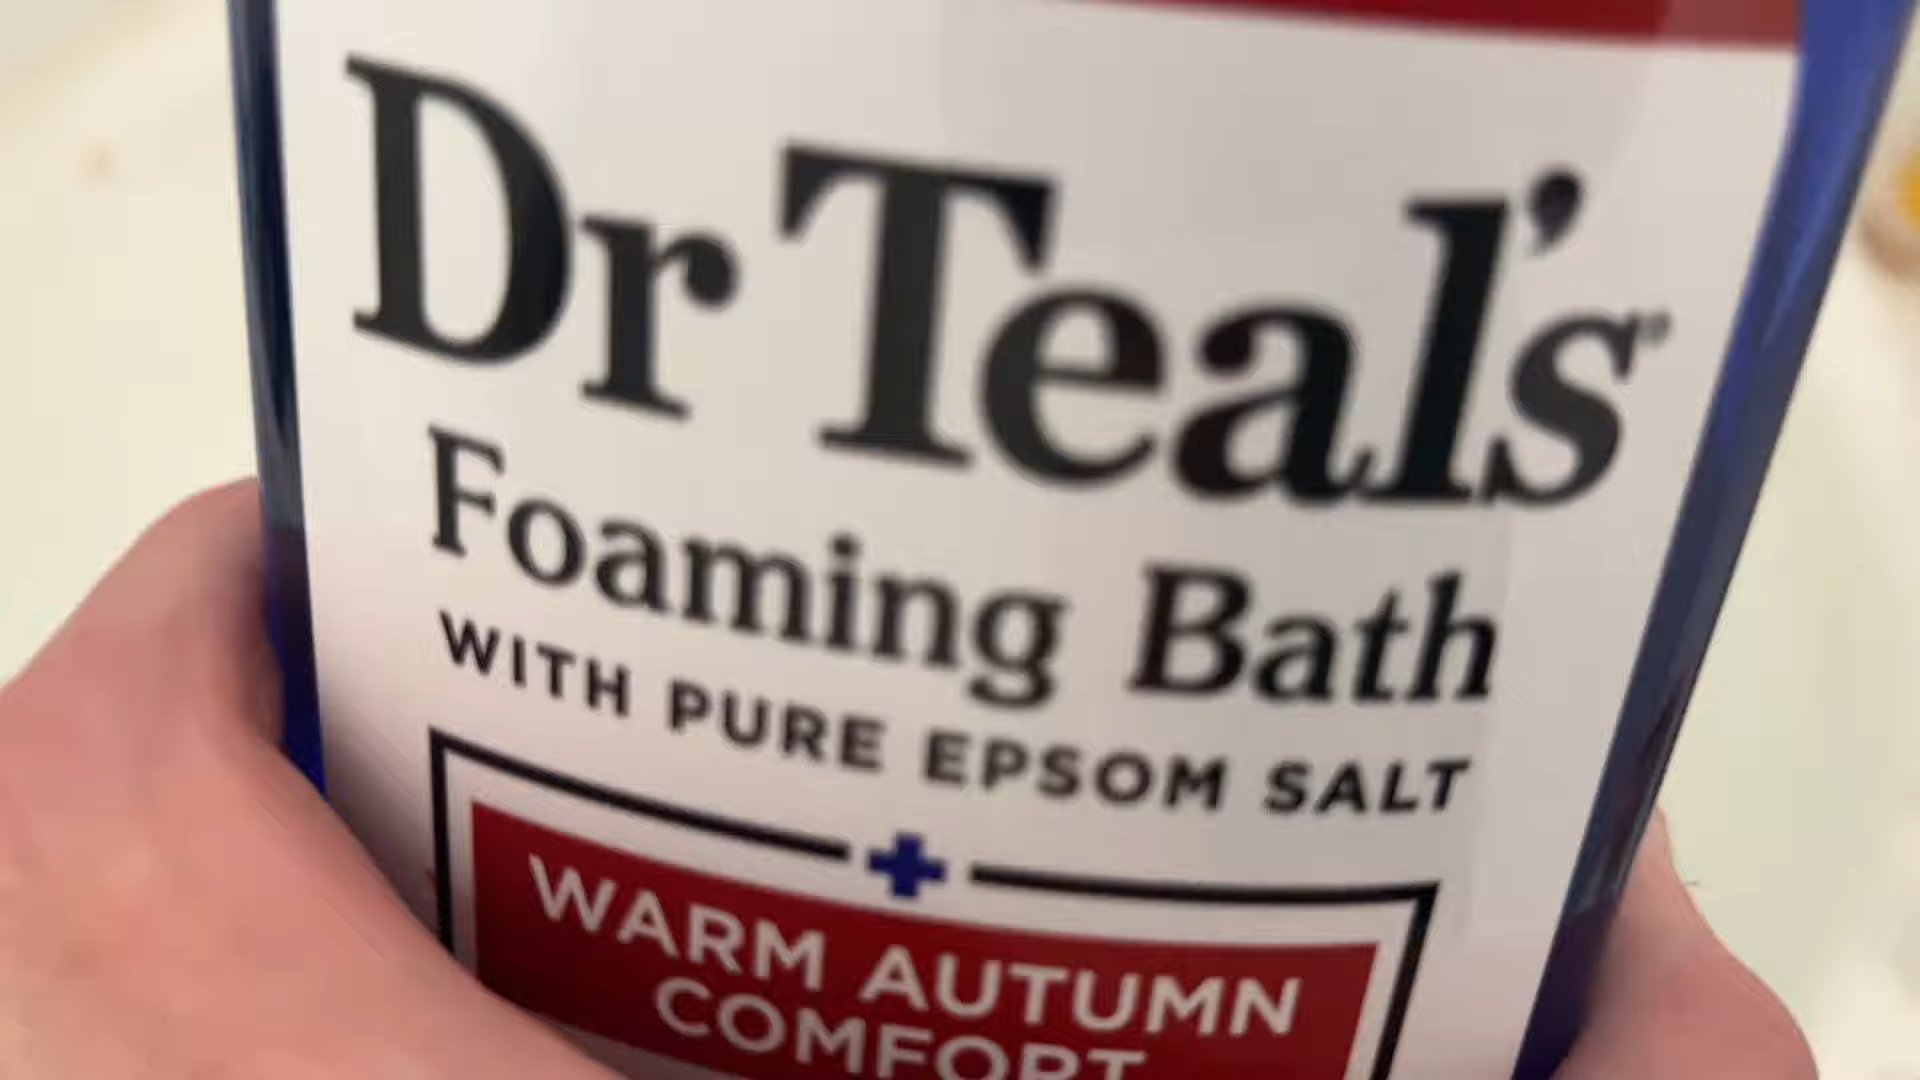 Dr Teal's
Foaming Bath
WITH PURE EPSOM SALT
WARM AUTUMN
COMFORT